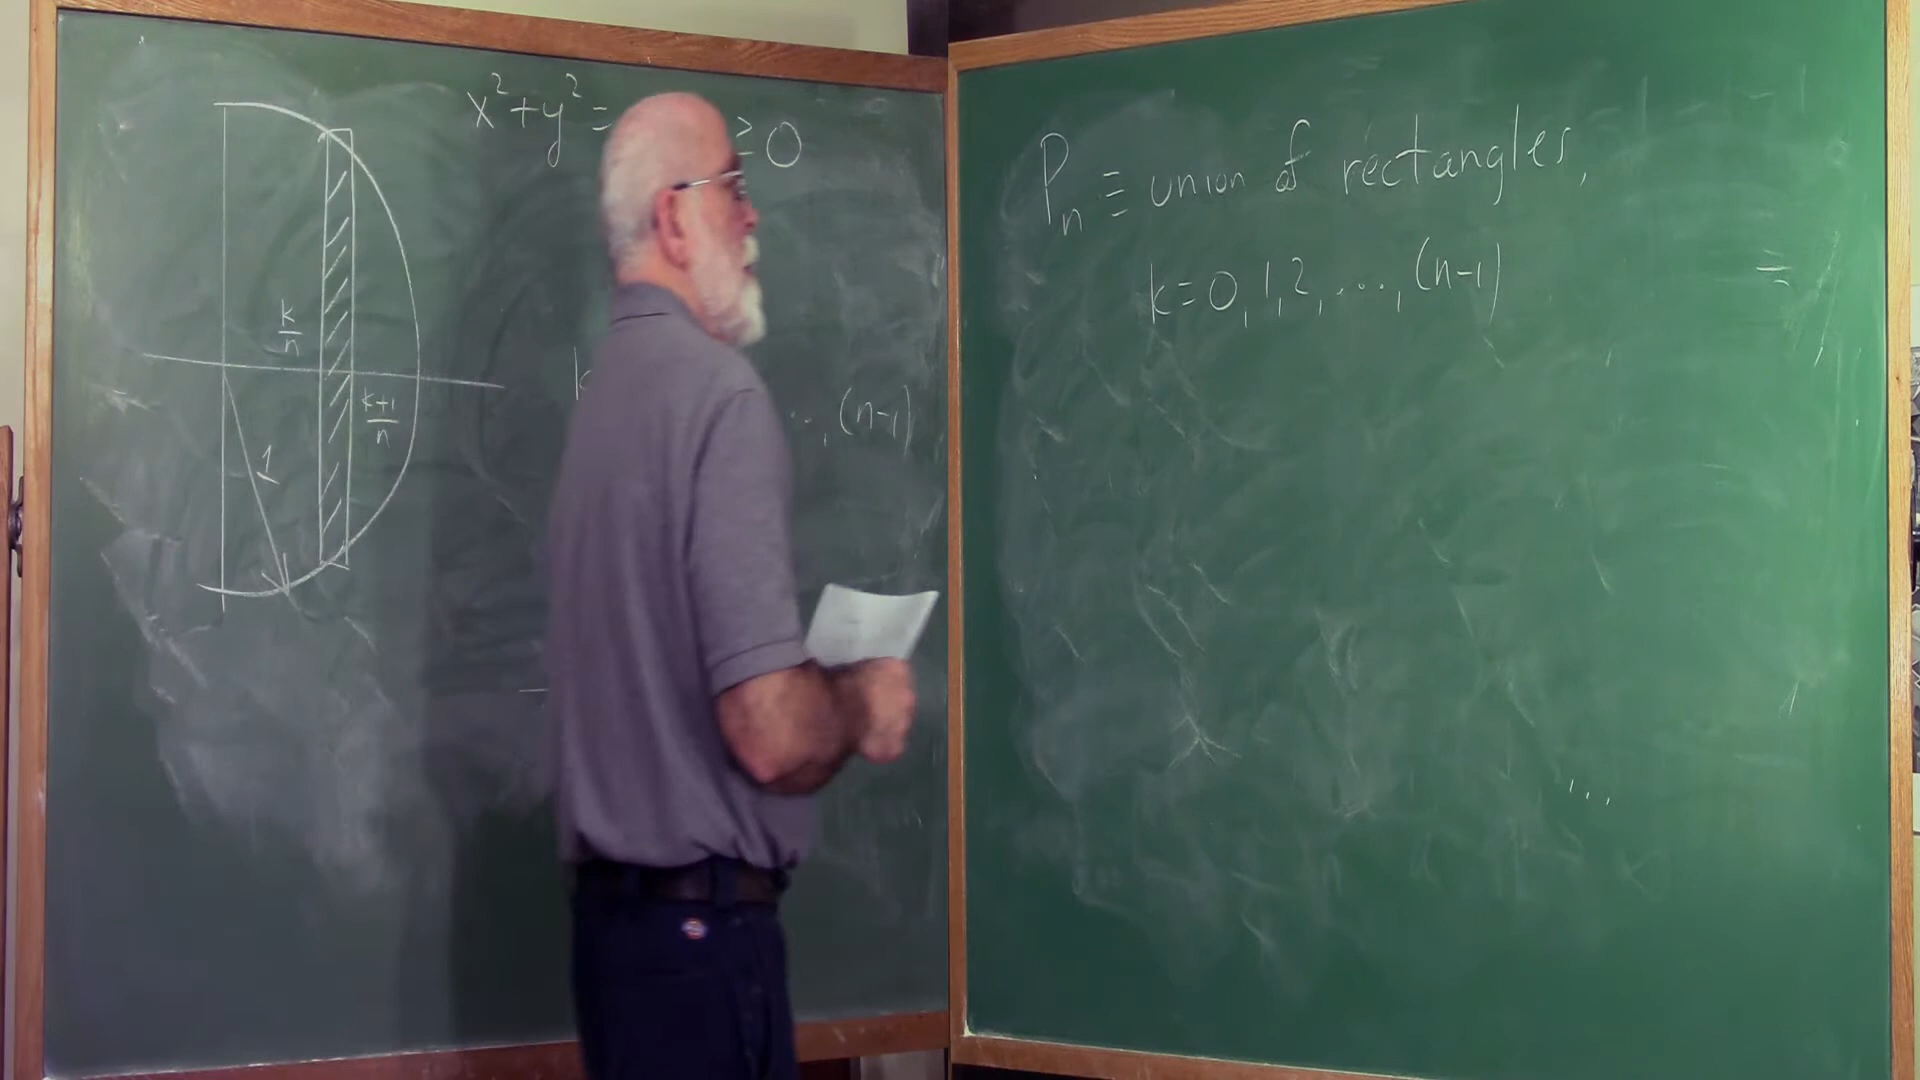 x² + y² = ≥ 0
k/n
k+1/n
1
k ..., (n-1)
Pₙ ≡ union of rectangles,
k = 0, 1, 2, ...., (n-1)